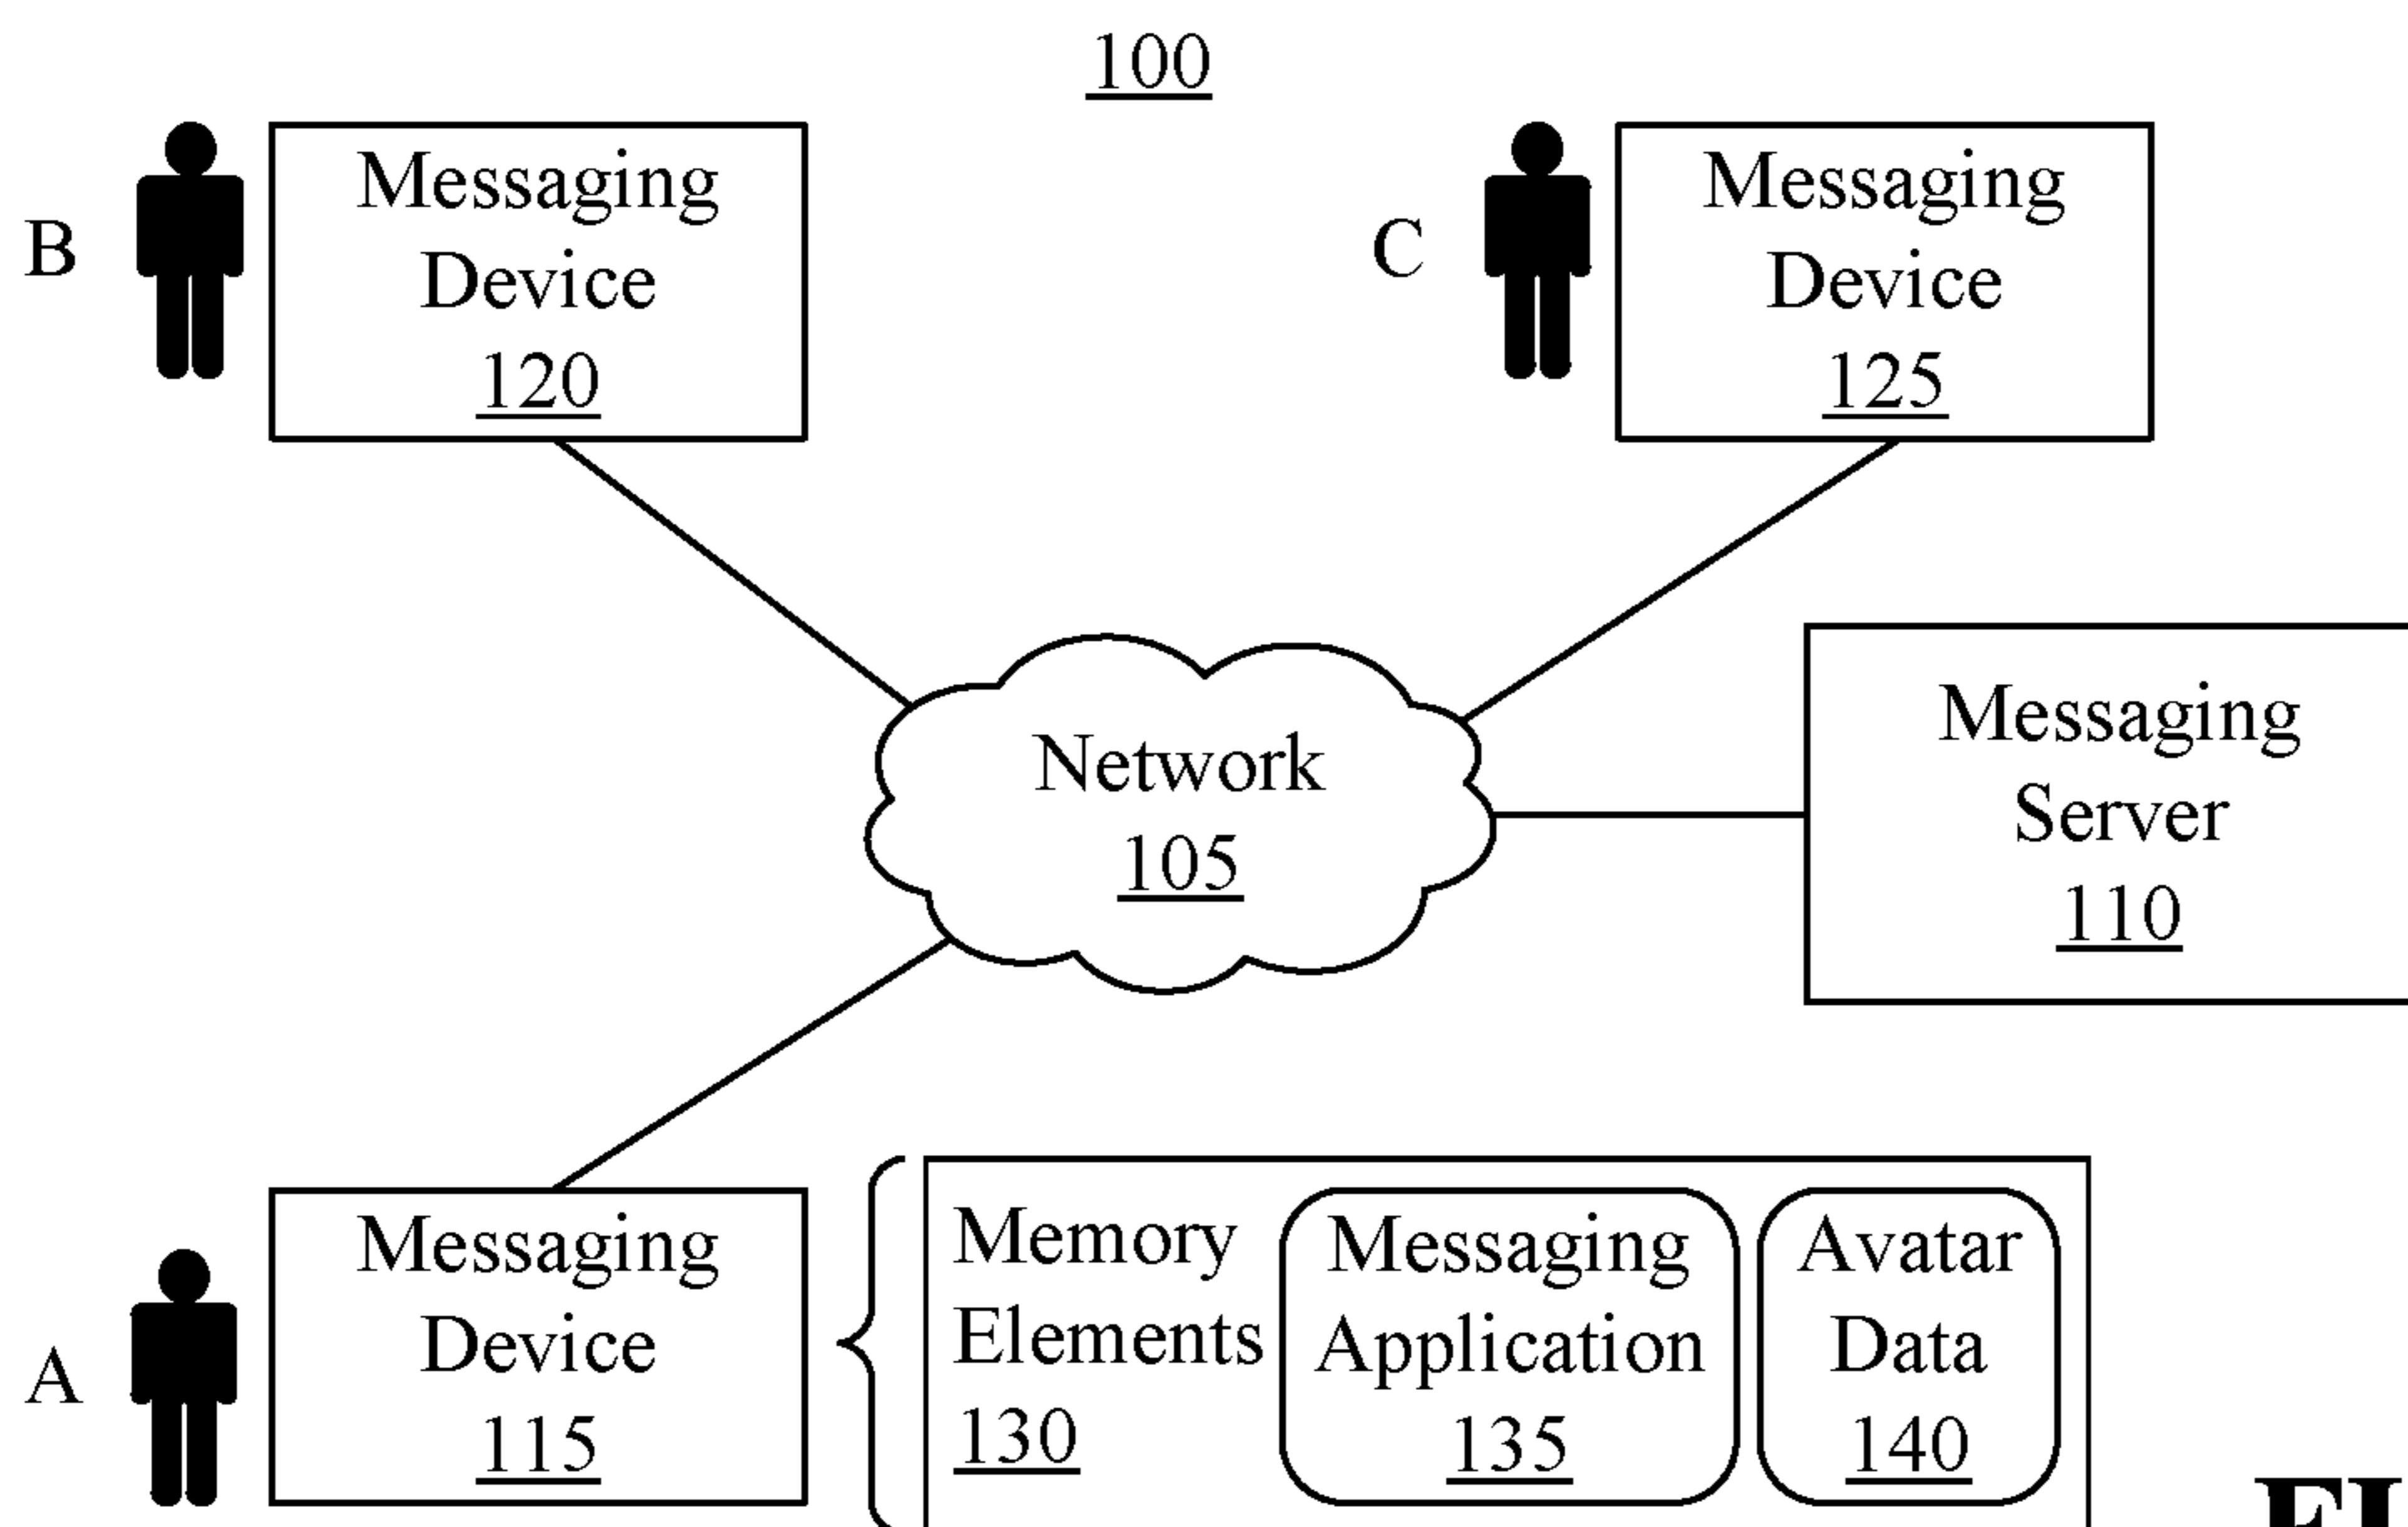 100
B
Messaging
Device
120
C
Messaging
Device
125
Network
105
Messaging
Server
110
A
Messaging
Device
115
Memory
Elements
130
Messaging
Application
135
Avatar
Data
140